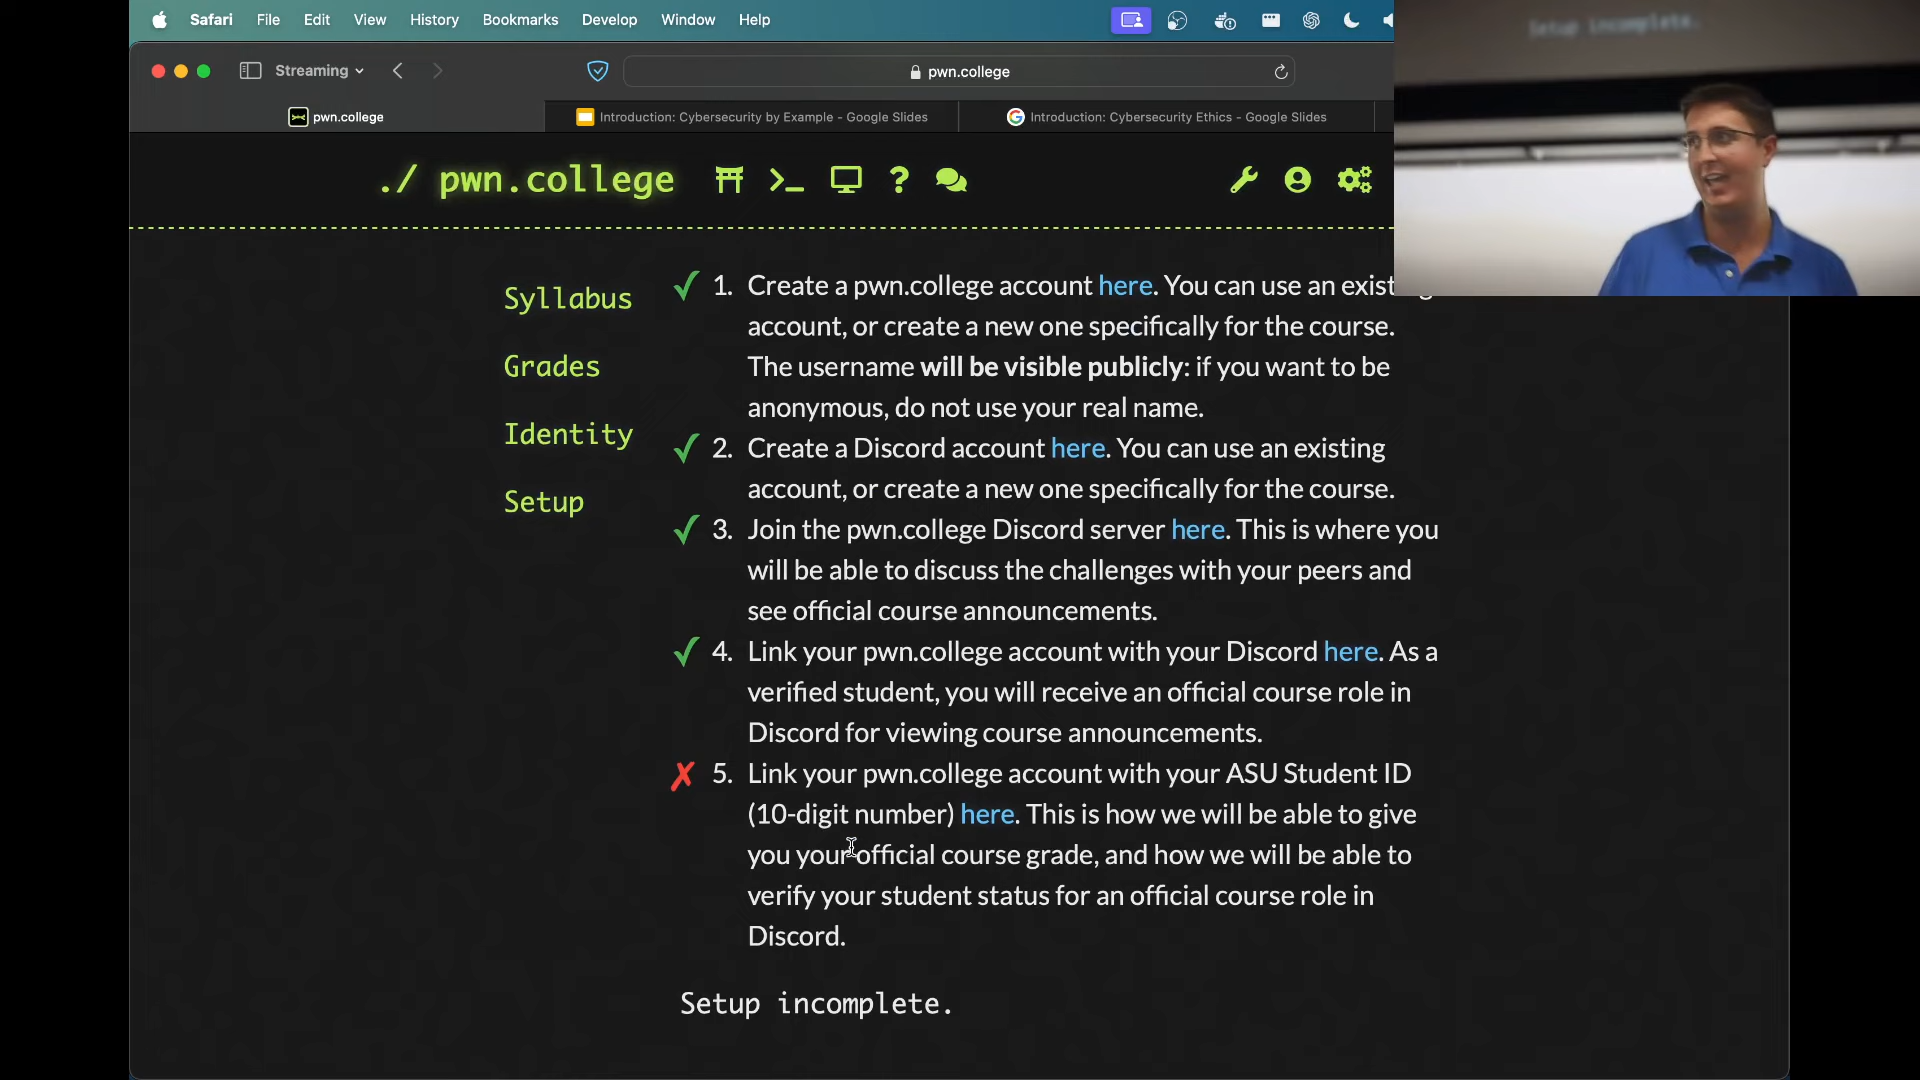 Safari File Edit View History Bookmarks Develop Window Help
Setup incomplete.
Streaming
pwn.college
pwn.college
Introduction: Cybersecurity by Example - Google Slides
Introduction: Cybersecurity Ethics - Google Slides
./ pwn.college
Syllabus
Grades
Identity
Setup
1. Create a pwn.college account here. You can use an
account, or create a new one specifically for the course.
The username will be visible publicly: if you want to be
anonymous, do not use your real name.
2. Create a Discord account here. You can use an existing
account, or create a new one specifically for the course.
3. Join the pwn.college Discord server here. This is where you
will be able to discuss the challenges with your peers and
see official course announcements.
4. Link your pwn.college account with your Discord here. As a
verified student, you will receive an official course role in
Discord for viewing course announcements.
5. Link your pwn.college account with your ASU Student ID
(10-digit number) here. This is how we will be able to give
you your official course grade, and how we will be able to
verify your student status for an official course role in
Discord.
Setup incomplete.